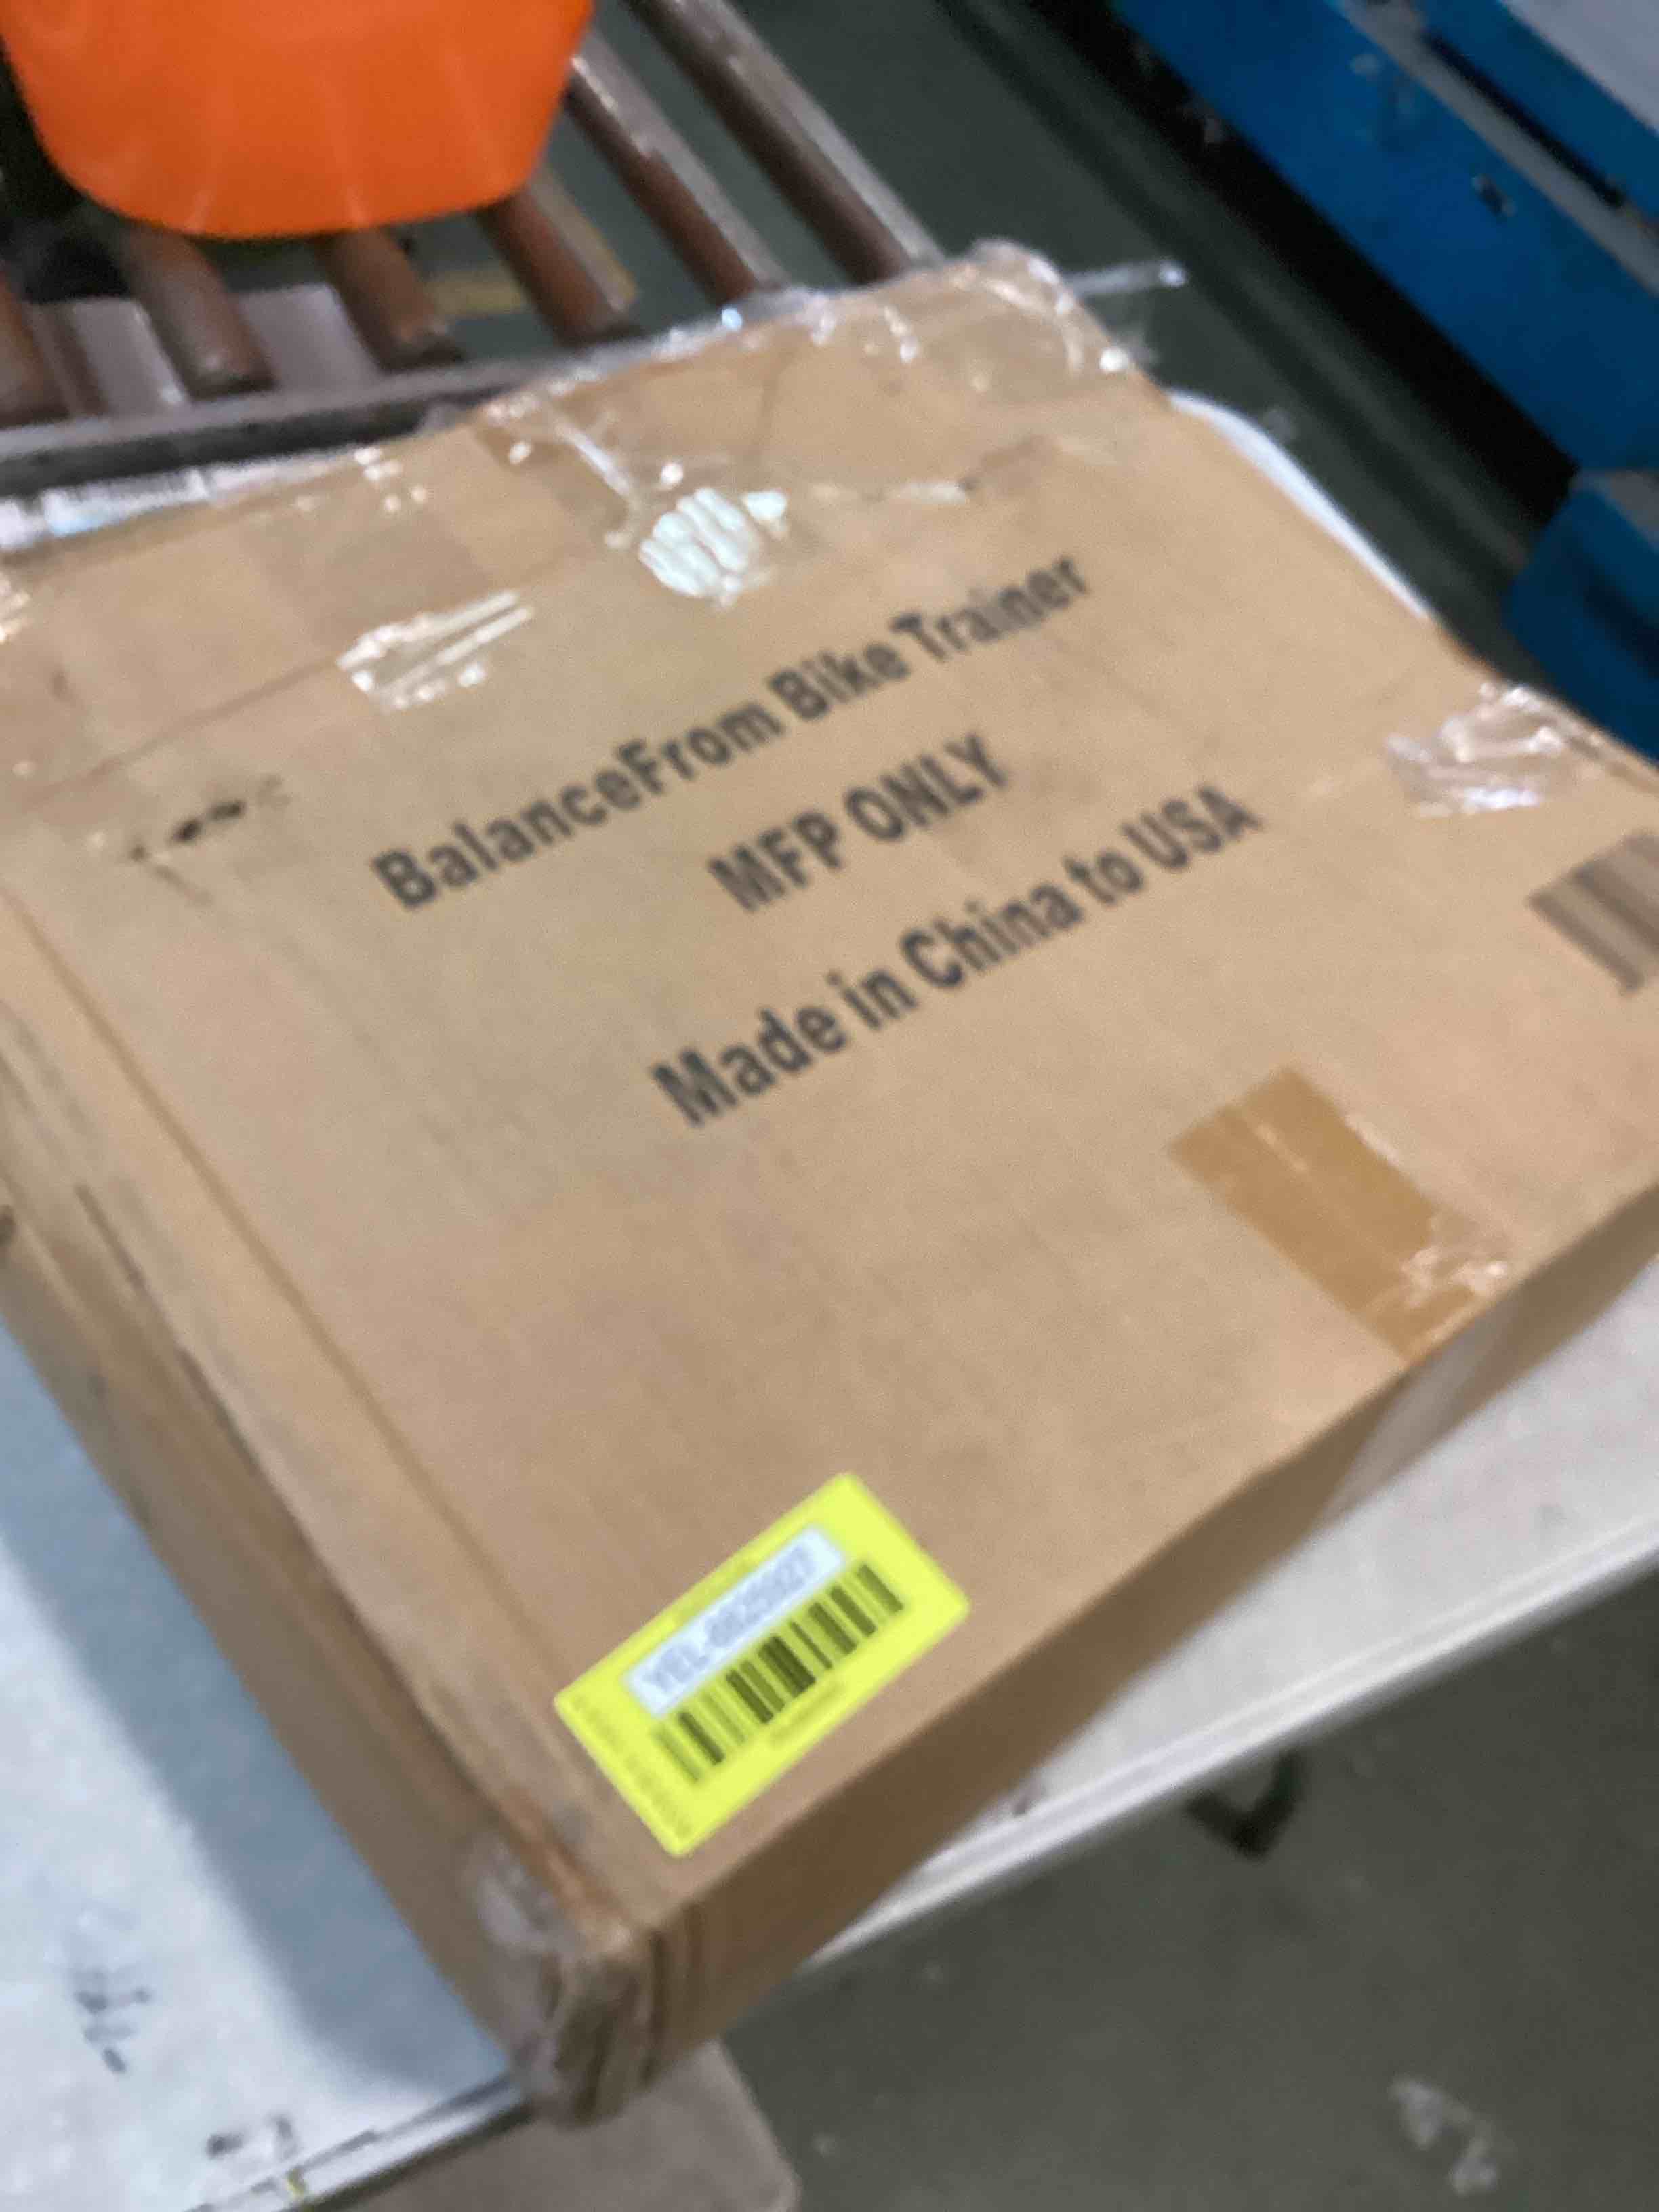 BalanceFrom Bike Trainer
MFP ONLY
Made in China to USA